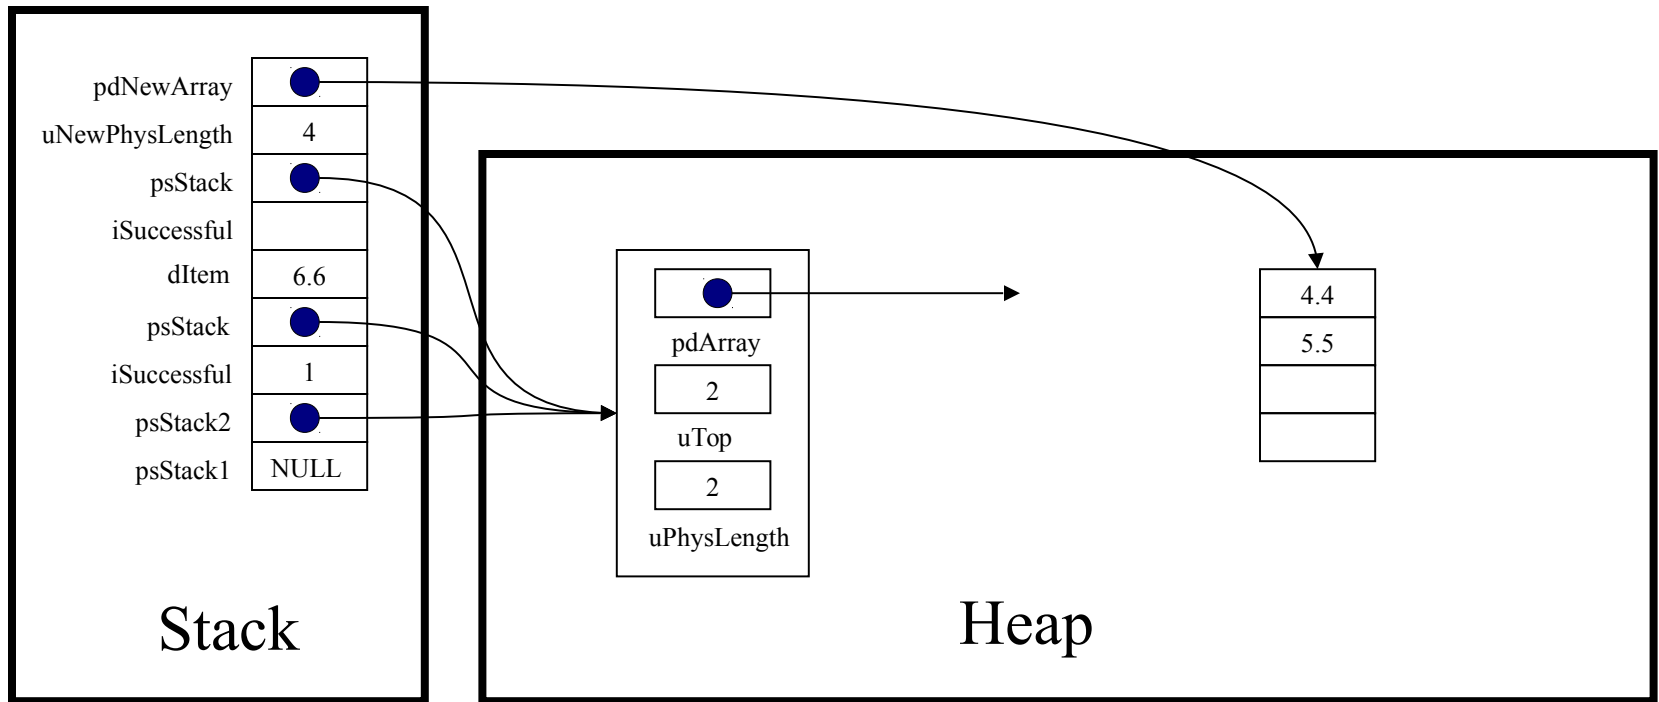 pdNewArray
uNewPhysLength 4
psStack
iSuccessful
dItem 6.6
psStack
iSuccessful 1
psStack2
psStack1 NULL
Stack
pdArray
2
uTop
2
uPhysLength
4.4
5.5
Heap